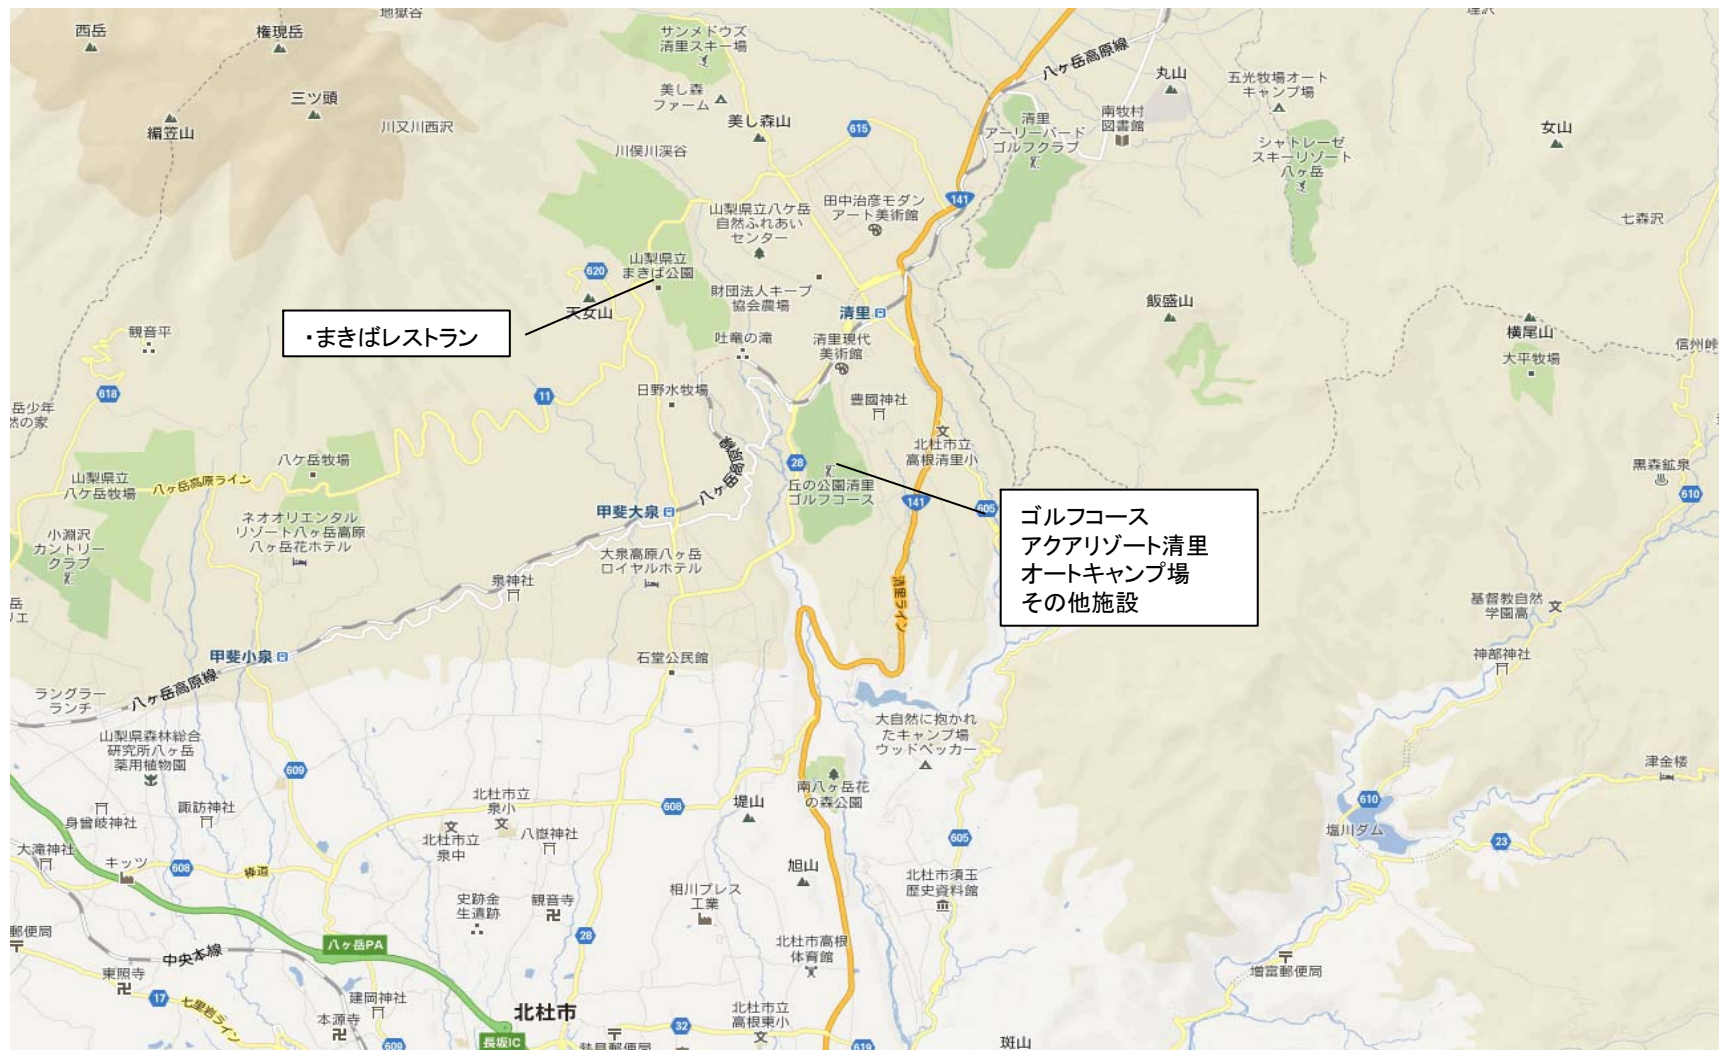 西岳
権現岳
地獄谷
サンメドウズ
清里スキー場
八ヶ岳高原線
丸山
五光牧場オート
キャンプ場
三ツ頭
編笠山
川又川西沢
美し森
ファーム
美し森山
615
清里
アーリーバード
ゴルフクラブ
南牧村
図書館
女山
シャトレーゼ
スキーリゾート
八ヶ岳
川俣川渓谷
141
七森沢
山梨県立八ケ岳
自然ふれあい
センター
田中治彦モダン
アート美術館
山梨県立
まきば公園
620
天女山
財団法人キープ
協会農場
清里
飯盛山
横尾山
大平牧場
信州峠
・まきばレストラン
観音平
吐竜の滝
清里現代
美術館
618
11
日野水牧場
豊國神社
岳少年
然の家
北杜市立
高根清里小
八ヶ岳牧場
山梨県立
八ケ岳牧場
八ヶ岳高原ライン
八ヶ岳高原線
28
丘の公園清里
ゴルフコース
141
605
黒森鉱泉
610
ゴルフコース
アクアリゾート清里
オートキャンプ場
その他施設
甲斐大泉
ネオオリエンタル
リゾート八ヶ岳高原
八ヶ岳花ホテル
小淵沢
カントリー
クラブ
大泉高原八ヶ岳
ロイヤルホテル
泉神社
清里ライン
岳
リエ
基督教自然
学園高
甲斐小泉
石堂公民館
神部神社
ラングラー
ランチ
八ヶ岳高原線
大自然に抱かれ
たキャンプ場
ウッドペッカー
山梨県森林総合
研究所八ヶ岳
薬用植物園
609
津金楼
南八ヶ岳花
の森公園
610
塩川ダム
23
北杜市立
泉小
608
堤山
諏訪神社
身曾岐神社
北杜市立
泉中
八嶽神社
605
大滝神社
キッツ
608
棒道
旭山
北杜市須玉
歴史資料館
相川プレス
工業
史跡金
生遺跡
観音寺
郵便局
八ヶ岳PA
中央本線
28
北杜市高根
体育館
増富郵便局
東照寺
17
七里岩ライン
建岡神社
北杜市
本源寺
609
長坂IC
32
北杜市立
高根東小
619
斑山